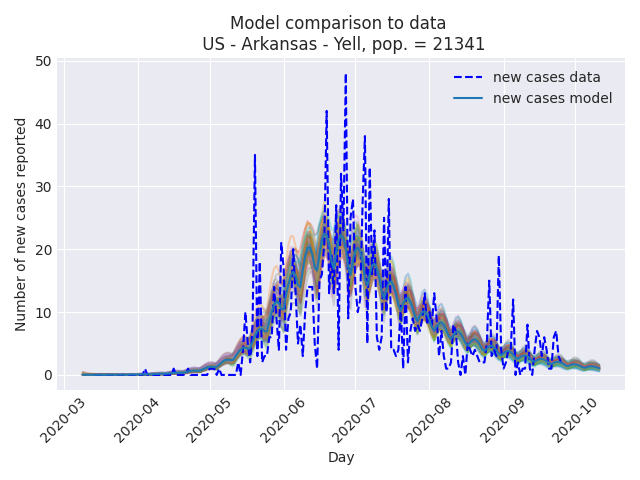 Model comparison to data
US - Arkansas - Yell, pop. = 21341
50
40
30
20
10
0
Number of new cases reported
new cases data
new cases model
2020-03
2020-04
2020-05
2020-06
2020-07
2020-08
2020-09
2020-10
Day